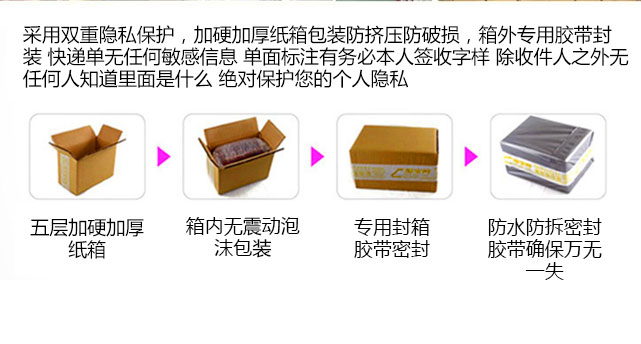 采用双重隐私保护，加硬加厚纸箱包装防挤压防破损，箱外专用胶带封
装 快递单无任何敏感信息 单面标注有务必本人签收字样 除收件人之外无
任何人知道里面是什么 绝对保护您的个人隐私
五层加硬加厚
纸箱
箱内无震动泡
沫包装
专用封箱
胶带密封
防水防拆密封
胶带确保万无
一失